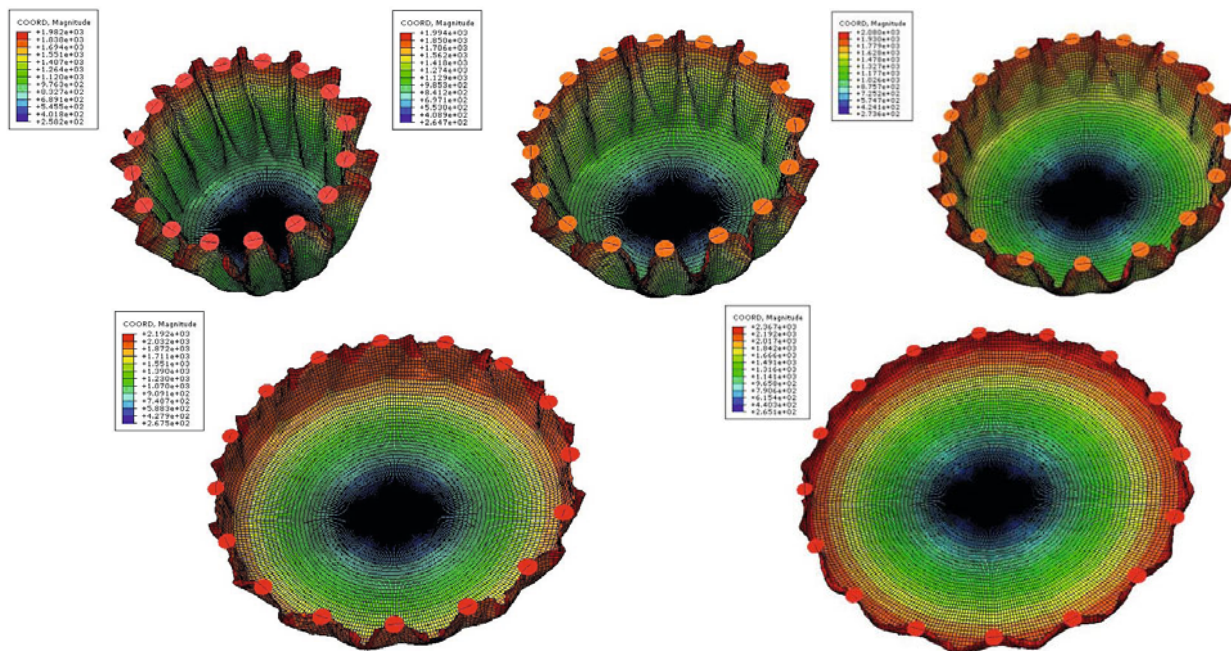 COORD, Magnitude
+1.982e+03
+1.838e+03
+1.694e+03
+1.551e+03
+1.407e+03
+1.264e+03
+1.120e+03
+9.763e+02
+8.327e+02
+6.891e+02
+5.455e+02
+4.018e+02
+2.582e+02
COORD, Magnitude
+1.994e+03
+1.850e+03
+1.706e+03
+1.562e+03
+1.418e+03
+1.274e+03
+1.129e+03
+9.853e+02
+8.412e+02
+6.971e+02
+5.530e+02
+4.089e+02
+2.647e+02
COORD, Magnitude
+2.080e+03
+1.930e+03
+1.779e+03
+1.628e+03
+1.478e+03
+1.327e+03
+1.177e+03
+1.026e+03
+8.757e+02
+7.252e+02
+5.747e+02
+4.241e+02
+2.736e+02
COORD, Magnitude
+2.192e+03
+2.032e+03
+1.872e+03
+1.711e+03
+1.551e+03
+1.390e+03
+1.230e+03
+1.070e+03
+9.091e+02
+7.487e+02
+5.883e+02
+4.279e+02
+2.675e+02
COORD, Magnitude
+2.367e+03
+2.192e+03
+2.017e+03
+1.842e+03
+1.666e+03
+1.491e+03
+1.316e+03
+1.141e+03
+9.658e+02
+7.906e+02
+6.154e+02
+4.403e+02
+2.651e+02